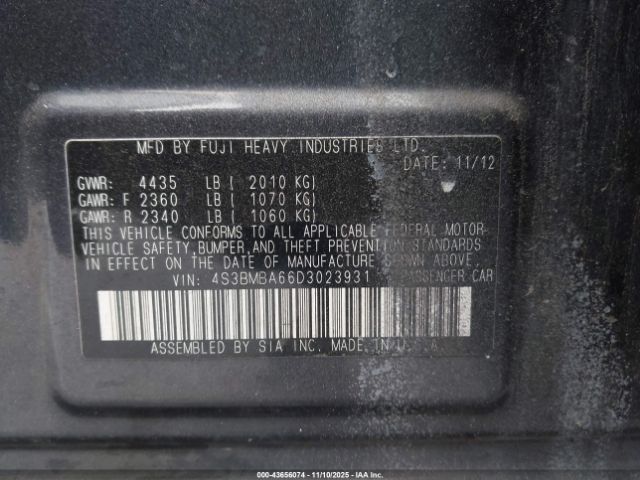 MFD BY FUJI HEAVY INDUSTRIES LTD.
DATE: 11/12
GVWR: 4435 LB ( 2010 KG)
GAWR: F 2360 LB ( 1070 KG)
GAWR: R 2340 LB ( 1060 KG)
THIS VEHICLE CONFORMS TO ALL APPLICABLE FEDERAL MOTOR
VEHICLE SAFETY, BUMPER, AND THEFT PREVENTION STANDARDS
IN EFFECT ON THE DATE OF MANUFACTURE SHOWN ABOVE.
VIN: 4S3BMBA66D3023931 PASSENGER CAR
ASSEMBLED BY SIA INC. MADE IN U.S.A.
000-43656074 - 11/10/2025 - IAAI, Inc.